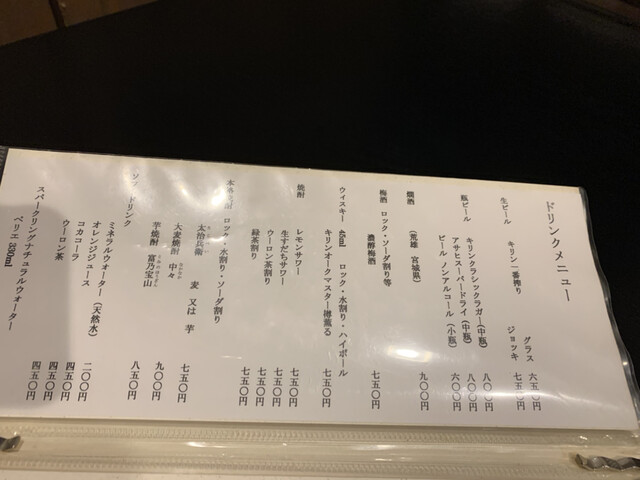 ドリンクメニュー
生ビール
キリン一番搾り
グラス 六五〇円
ジョッキ 七五〇円
瓶ビール
キリンクラシックラガー(中瓶) 八〇〇円
アサヒスーパードライ(中瓶) 八〇〇円
ビール ノンアルコール(小瓶) 六〇〇円
燗酒
(荒雄 宮城県) 九〇〇円
梅酒 ロック・ソーダ割り等
濃醇梅酒 七五〇円
ウィスキー 45ml ロック・水割り・ハイボール
キリンオークマスター樽薫る 七五〇円
焼酎
レモンサワー 七五〇円
生すだちサワー 七五〇円
ウーロン茶割り 七五〇円
緑茶割り 七五〇円
本格焼酎 ロック・水割り・ソーダ割り
太治兵衛 麦 又は 芋 七五〇円
大麦焼酎 中々 九〇〇円
芋焼酎 富乃宝山 八五〇円
ソフトドリンク
ミネラルウォーター(天然水) 二〇〇円
オレンジジュース 四五〇円
コカコーラ 四五〇円
ウーロン茶 四五〇円
スパークリングナチュラルウォーター
ペリエ 330ml 四五〇円